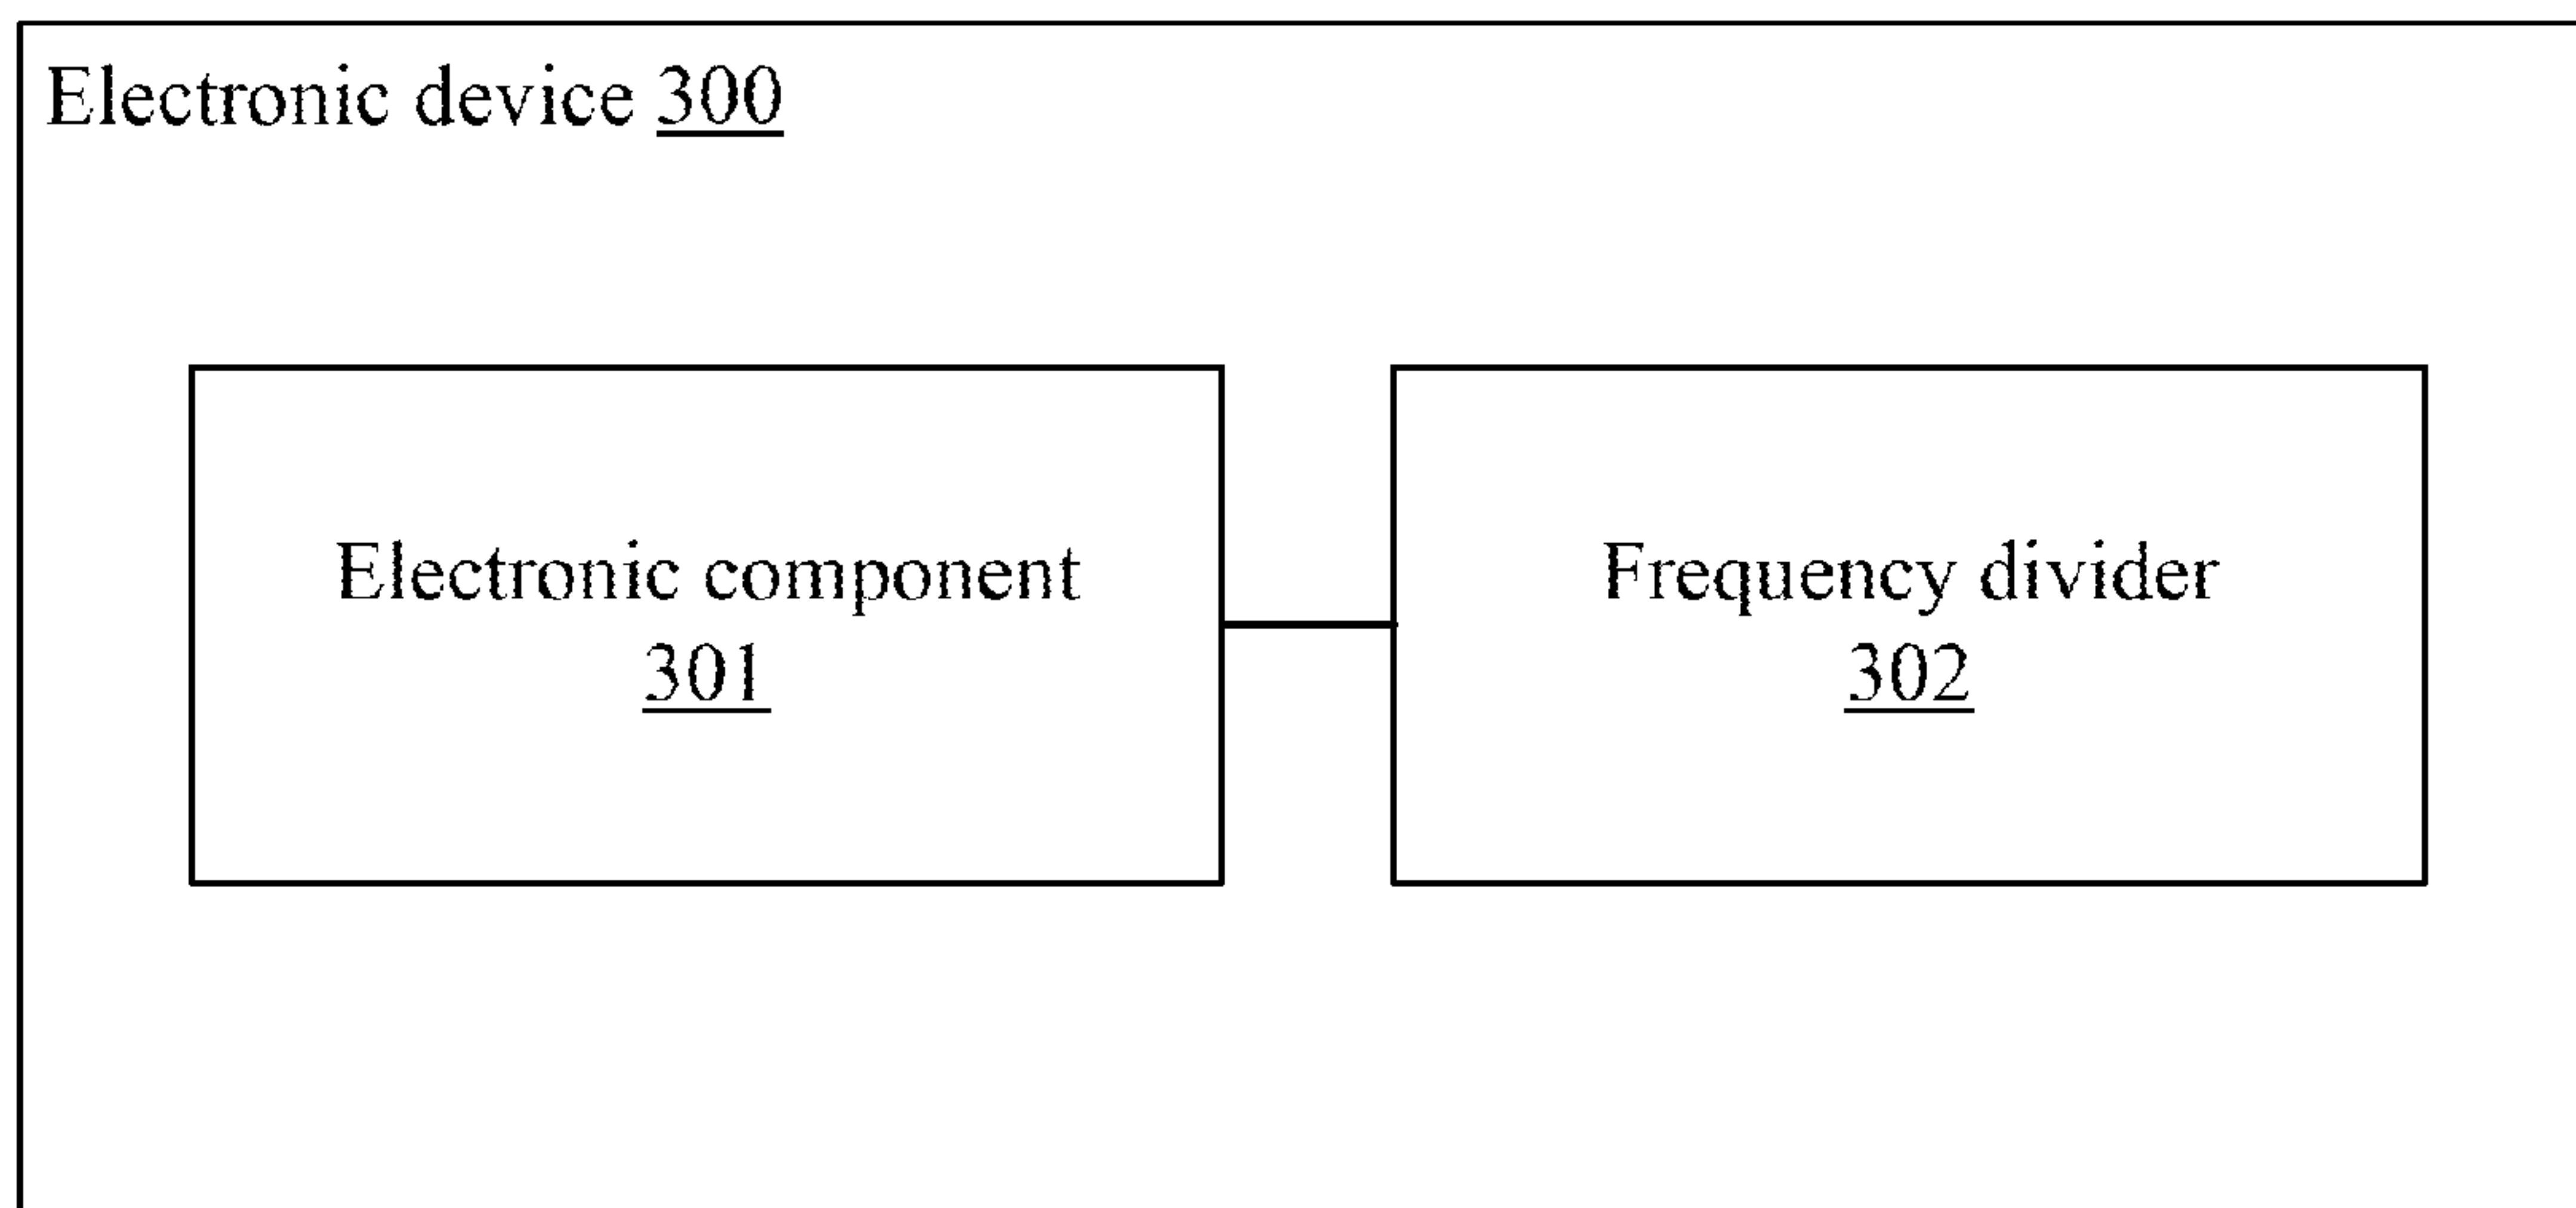 Electronic device 300
Electronic component
301
Frequency divider
302